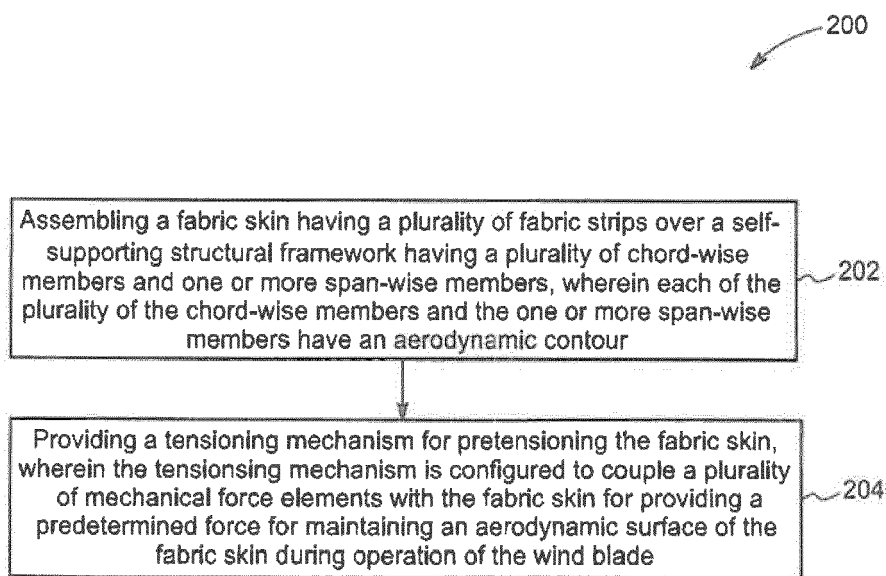 200
Assembling a fabric skin having a plurality of fabric strips over a self-
supporting structural framework having a plurality of chord-wise
members and one or more span-wise members, wherein each of the
plurality of the chord-wise members and the one or more span-wise
members have an aerodynamic contour
202
Providing a tensioning mechanism for pretensioning the fabric skin,
wherein the tensionsing mechanism is configured to couple a plurality
of mechanical force elements with the fabric skin for providing a
predetermined force for maintaining an aerodynamic surface of the
fabric skin during operation of the wind blade
204